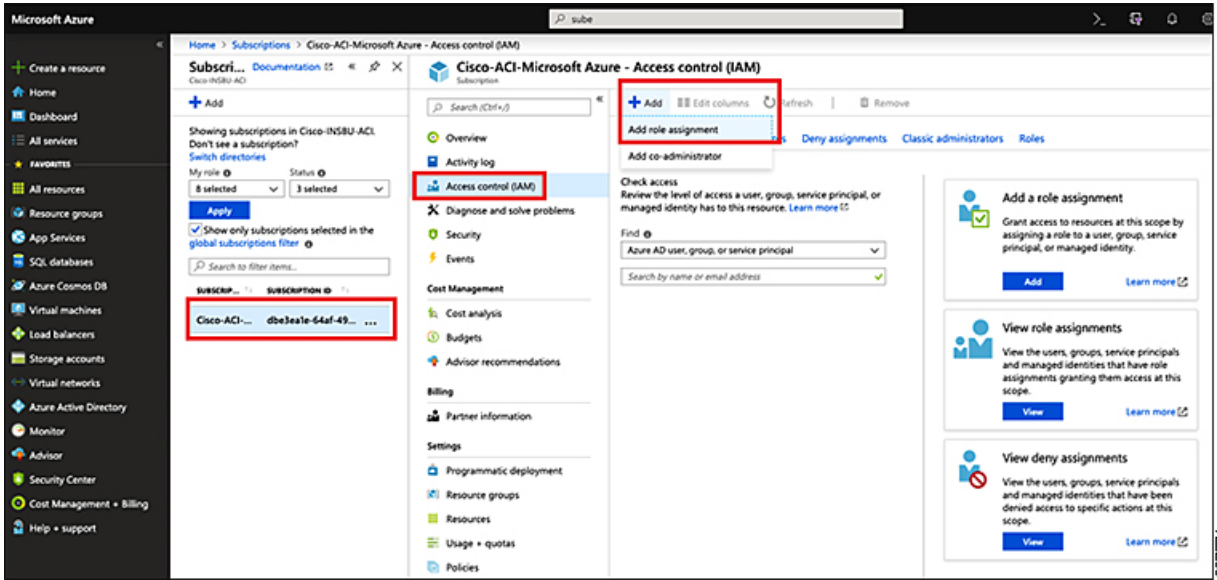 Microsoft Azure
sube
Home > Subscriptions > Cisco-ACI-Microsoft Azure - Access control (IAM)
Create a resource
Home
Dashboard
All services
FAVORITES
All resources
Resource groups
App Services
SQL databases
Azure Cosmos DB
Virtual machines
Load balancers
Storage accounts
Virtual networks
Azure Active Directory
Monitor
Advisor
Security Center
Cost Management + Billing
Help + support
Subscri... Documentation
Cisco-INSBU-ACI
Add
Showing subscriptions in Cisco-INSBU-ACI.
Don't see a subscription?
Switch directories
My role Status
8 selected 3 selected
Apply
Show only subscriptions selected in the
global subscriptions filter
Search to filter items...
SUBSCRIP... SUBSCRIPTION ID
Cisco-ACI-... dbe3ea1e-64af-49... ...
Cisco-ACI-Microsoft Azure - Access control (IAM)
Subscription
Search (Ctrl+/)
Overview
Activity log
Access control (IAM)
Diagnose and solve problems
Security
Events
Cost Management
Cost analysis
Budgets
Advisor recommendations
Billing
Partner information
Settings
Programmatic deployment
Resource groups
Resources
Usage + quotas
Policies
Add Edit columns Refresh Remove
Add role assignment
Add co-administrator
Deny assignments Classic administrators Roles
Check access
Review the level of access a user, group, service principal, or
managed identity has to this resource. Learn more
Find
Azure AD user, group, or service principal
Search by name or email address
Add a role assignment
Grant access to resources at this scope by
assigning a role to a user, group, service
principal, or managed identity.
Add Learn more
View role assignments
View the users, groups, service principals
and managed identities that have role
assignments granting them access at this
scope.
View Learn more
View deny assignments
View the users, groups, service principals
and managed identities that have been
denied access to specific actions at this
scope.
View Learn more